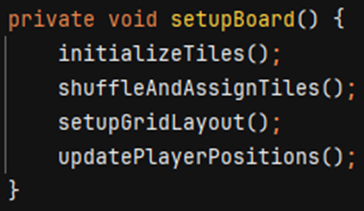 private void setupBoard() {
    initializeTiles();
    shuffleAndAssignTiles();
    setupGridLayout();
    updatePlayerPositions();
}